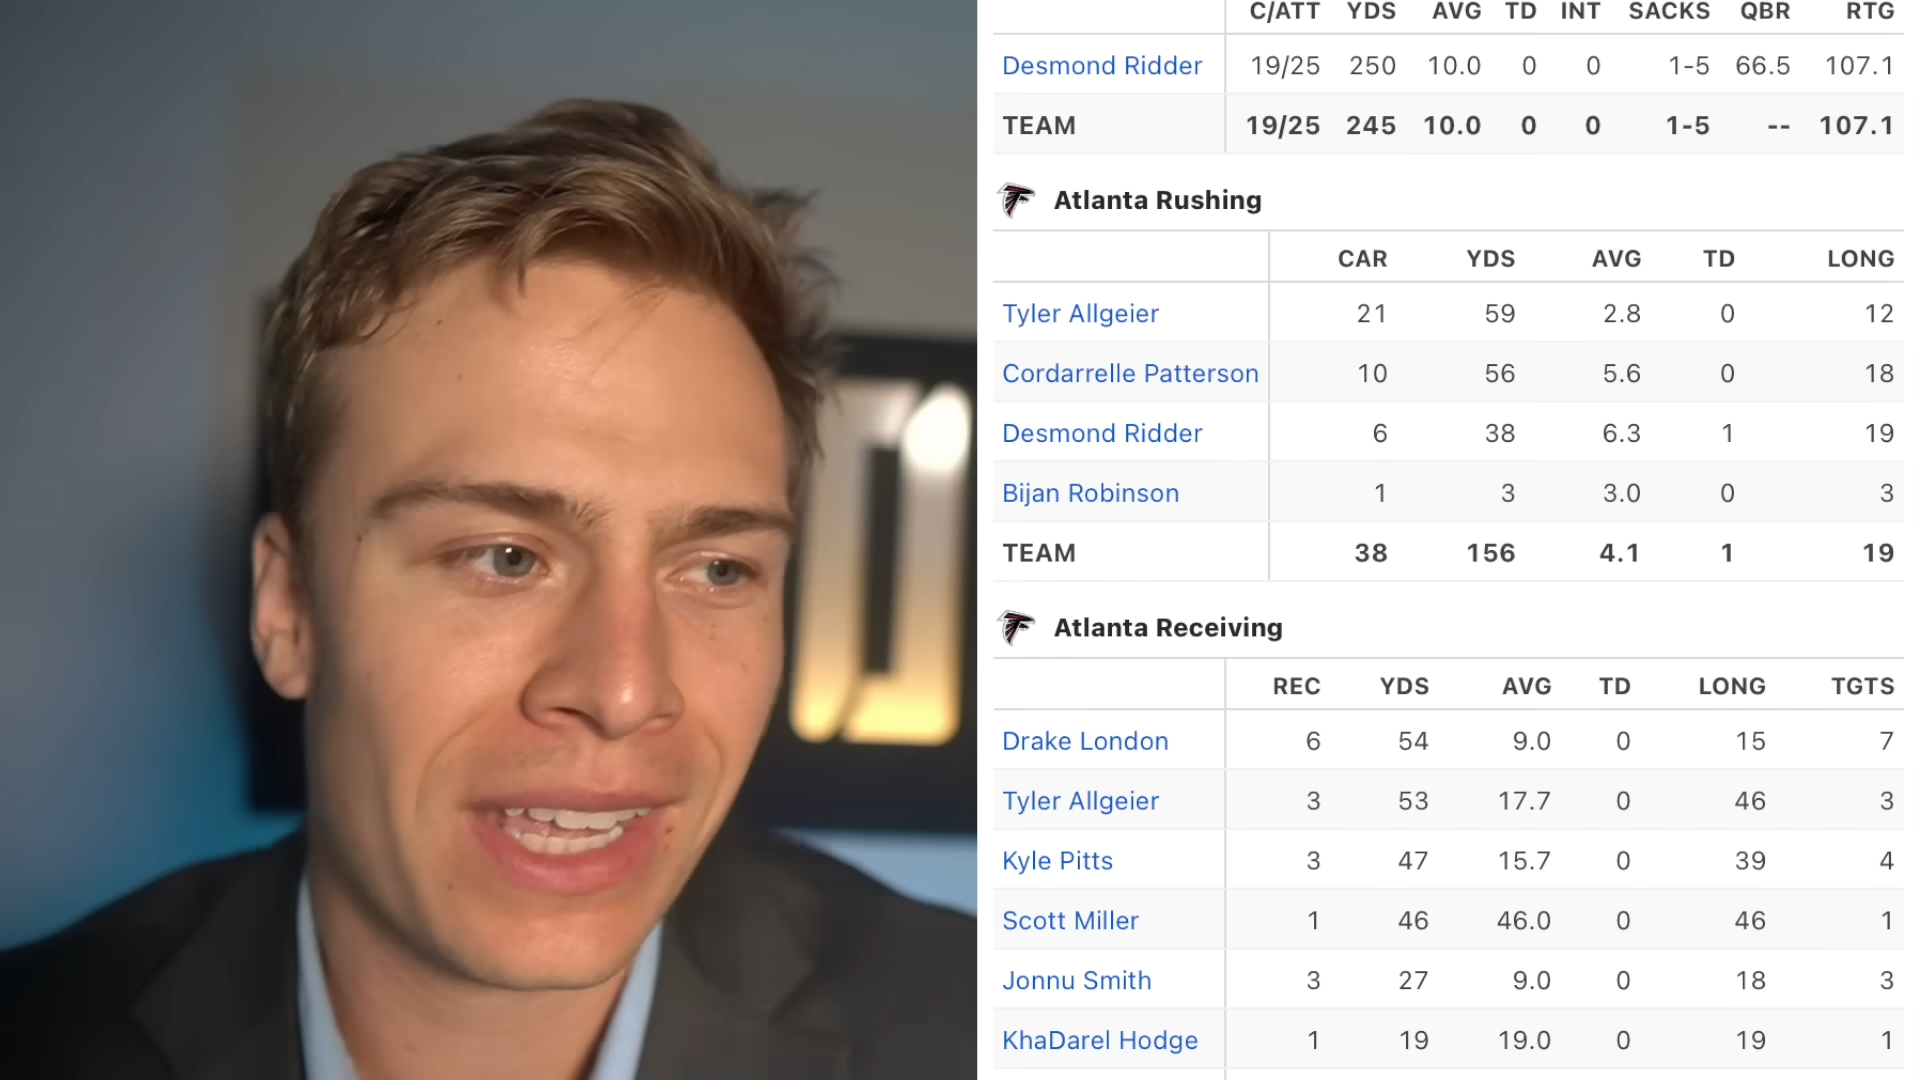 C/ATT YDS AVG TD INT SACKS QBR RTG
Desmond Ridder 19/25 250 10.0 0 0 1-5 66.5 107.1
TEAM 19/25 245 10.0 0 0 1-5 -- 107.1
Atlanta Rushing
CAR YDS AVG TD LONG
Tyler Allgeier 21 59 2.8 0 12
Cordarrelle Patterson 10 56 5.6 0 18
Desmond Ridder 6 38 6.3 1 19
Bijan Robinson 1 3 3.0 0 3
TEAM 38 156 4.1 1 19
Atlanta Receiving
REC YDS AVG TD LONG TGTS
Drake London 6 54 9.0 0 15 7
Tyler Allgeier 3 53 17.7 0 46 3
Kyle Pitts 3 47 15.7 0 39 4
Scott Miller 1 46 46.0 0 46 1
Jonnu Smith 3 27 9.0 0 18 3
KhaDarel Hodge 1 19 19.0 0 19 1